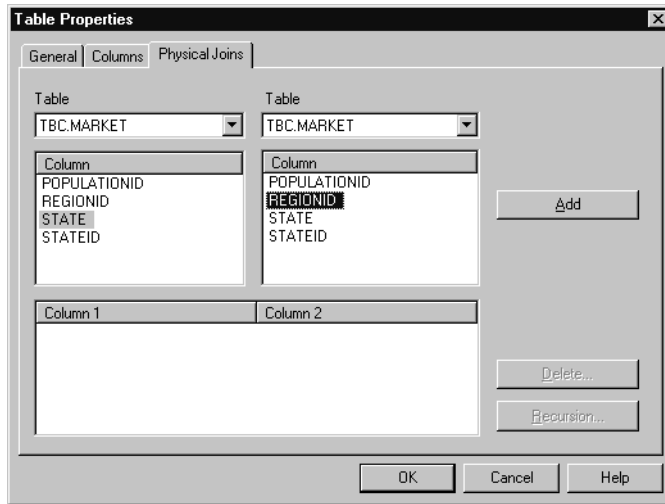 Table Properties
General Columns Physical Joins
Table Table
TBC.MARKET TBC.MARKET
Column Column
POPULATIONID POPULATIONID
REGIONID REGIONID
STATE STATE
STATEID STATEID
Add
Column 1 Column 2
Delete...
Recursion...
OK Cancel Help